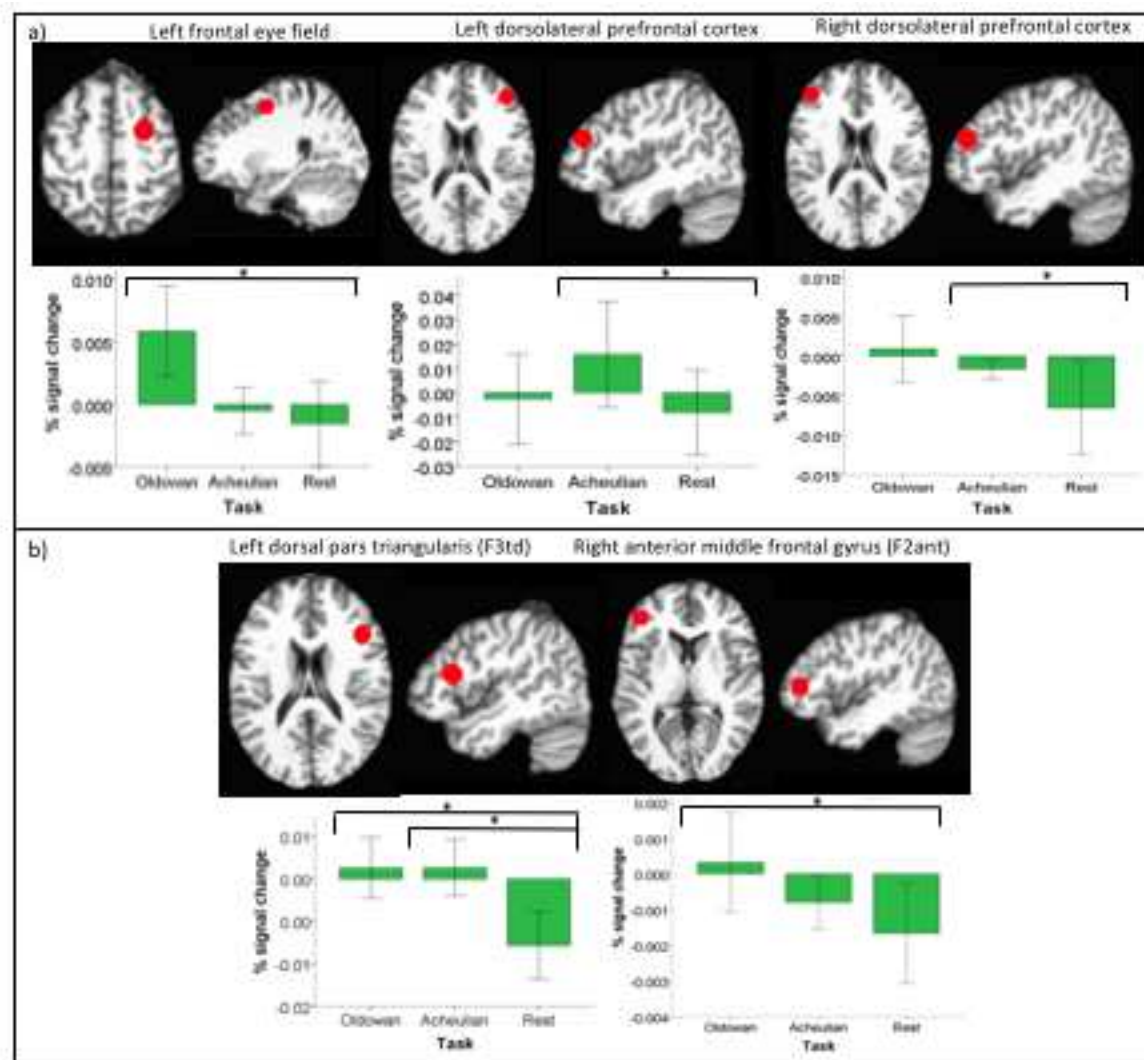 a)
Left frontal eye field
Left dorsolateral prefrontal cortex
Right dorsolateral prefrontal cortex
% signal change
0.010
0.005
0.000
-0.005
*
Oldowan Acheulian Rest
Task
% signal change
0.04
0.03
0.02
0.01
0.00
-0.01
-0.02
-0.03
*
Oldowan Acheulian Rest
Task
% signal change
0.010
0.005
0.000
-0.005
-0.010
-0.015
*
Oldowan Acheulian Rest
Task
b)
Left dorsal pars triangularis (F3td)
Right anterior middle frontal gyrus (F2ant)
% signal change
0.01
0.00
0.00
-0.01
-0.02
*
*
Oldowan Acheulian Rest
Task
% signal change
0.002
0.001
0.000
-0.001
-0.002
-0.003
-0.004
*
Oldowan Acheulian Rest
Task